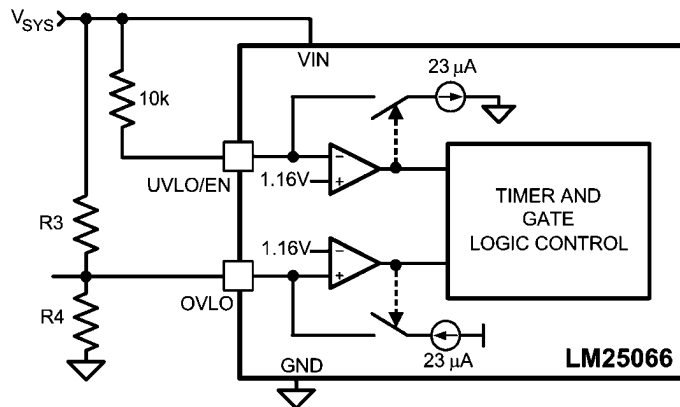 VSYS
VIN
23 µA
10k
UVLO/EN
1.16V
−
+
TIMER AND
GATE
LOGIC CONTROL
R3
1.16V
−
+
OVLO
R4
23 µA
GND
LM25066